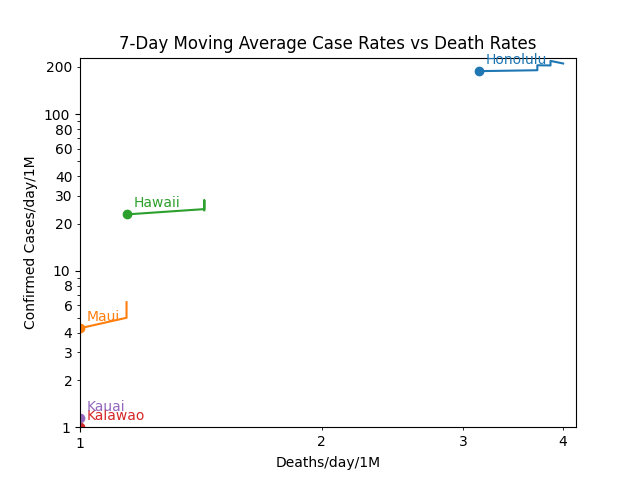 7-Day Moving Average Case Rates vs Death Rates
Confirmed Cases/day/1M
200
100
80
60
40
30
20
10
8
6
4
3
2
1
Honolulu
Hawaii
Maui
Kauai
Kalawao
1
2
3
4
Deaths/day/1M